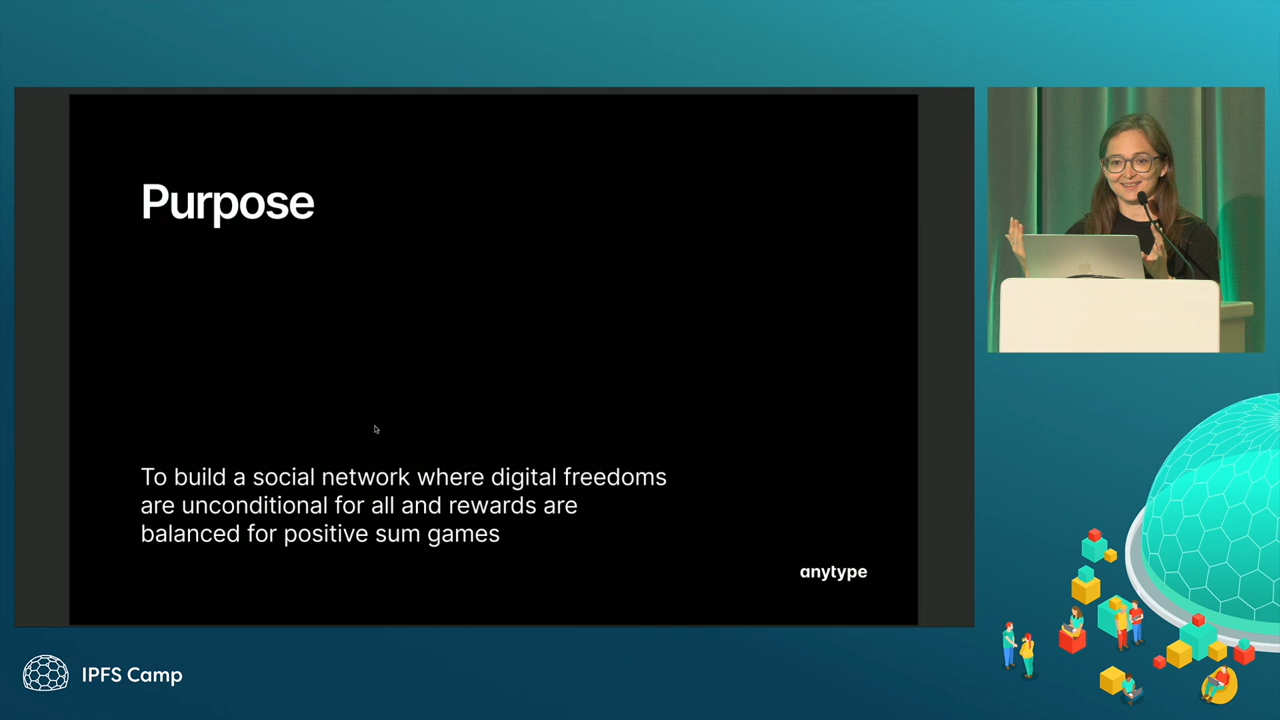 Purpose
To build a social network where digital freedoms
are unconditional for all and rewards are
balanced for positive sum games
anytype
IPFS Camp